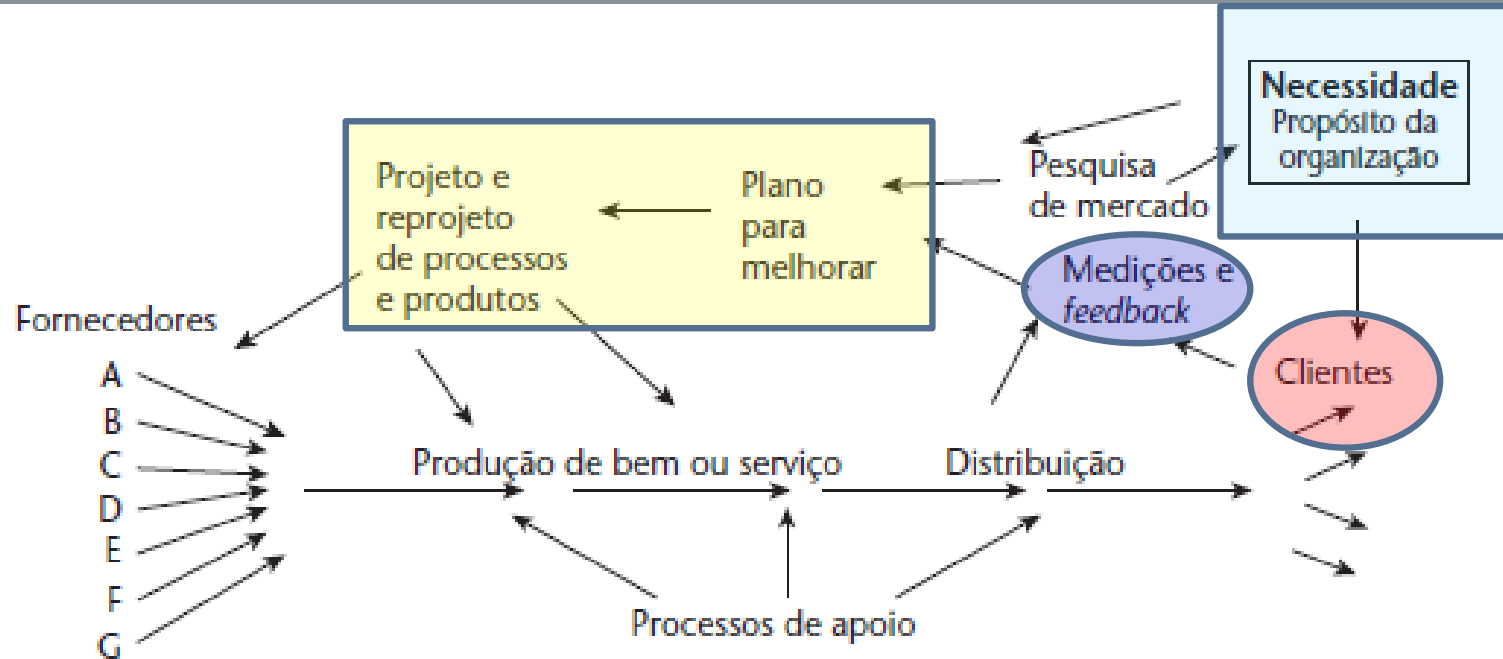 Necessidade
Propósito da
organização
Pesquisa
de mercado
Projeto e
reprojeto
de processos
e produtos
Plano
para
melhorar
Medições e
feedback
Fornecedores
A
B
C
D
E
F
G
Clientes
Produção de bem ou serviço
Distribuição
Processos de apoio